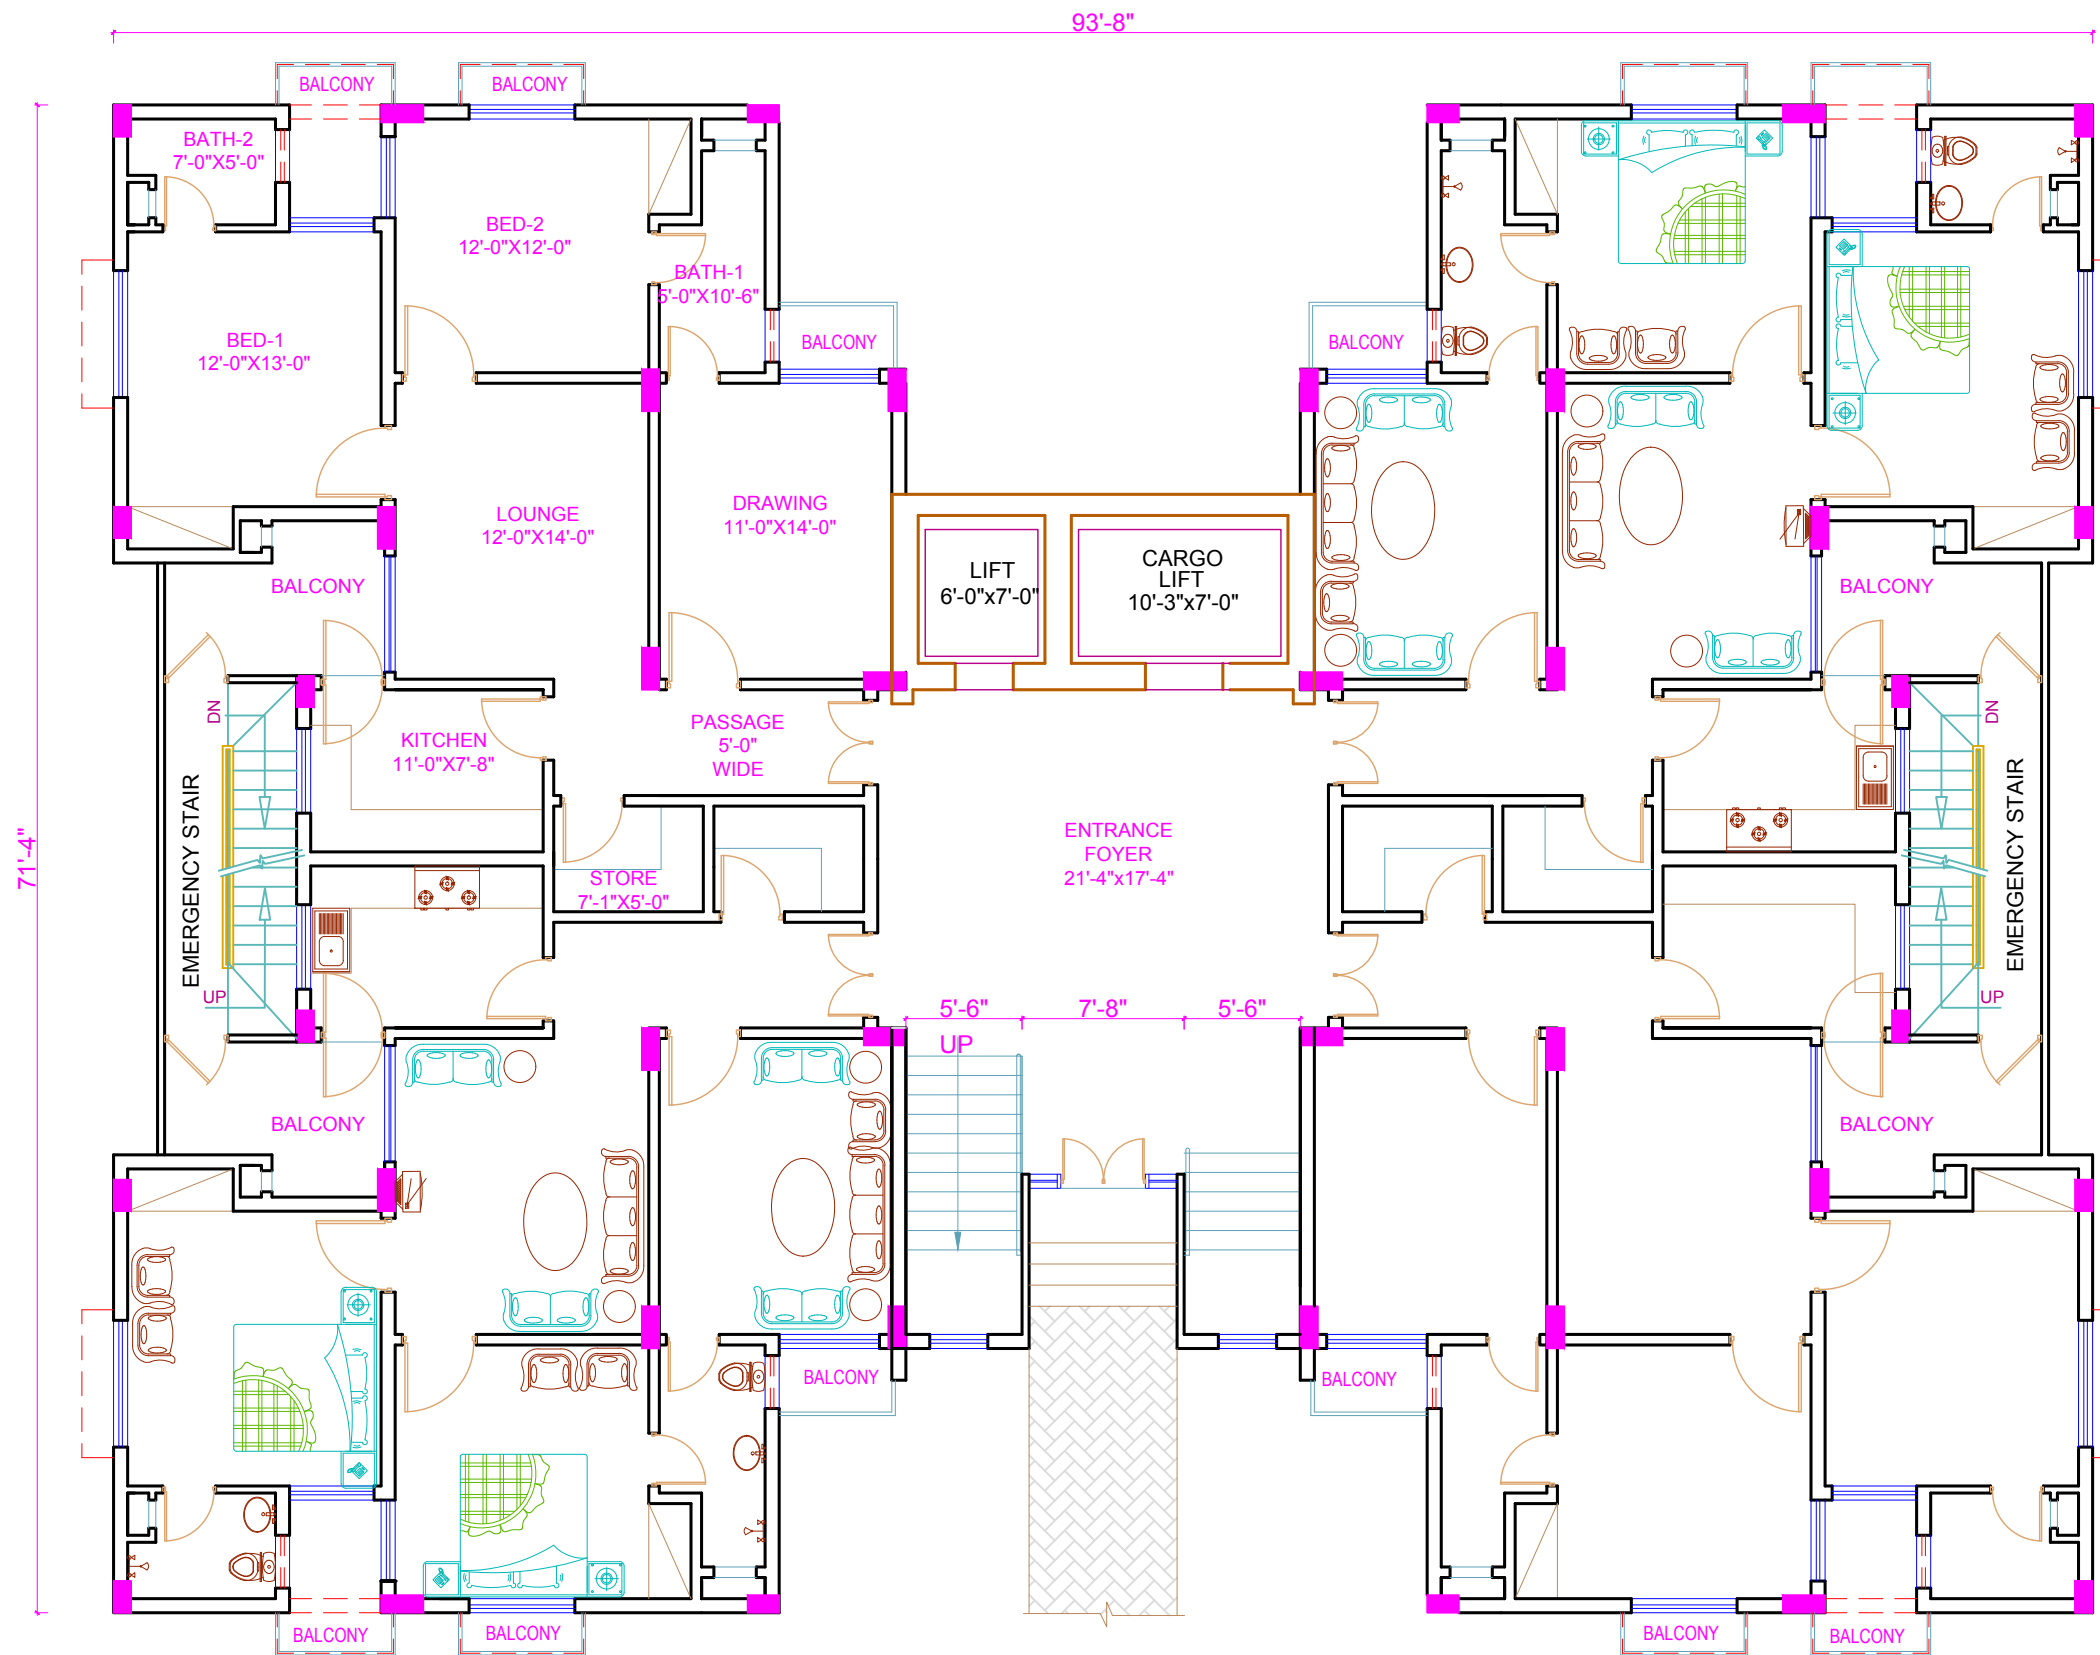 93'-8"
BALCONY
BALCONY
BATH-2
7'-0"X5'-0"
BED-2
12'-0"X12'-0"
BATH-1
5'-0"X10'-6"
BED-1
12'-0"X13'-0"
BALCONY
BALCONY
LOUNGE
12'-0"X14'-0"
DRAWING
11'-0"X14'-0"
LIFT
6'-0"x7'-0"
CARGO
LIFT
10'-3"x7'-0"
BALCONY
BALCONY
DN
DN
KITCHEN
11'-0"X7'-8"
PASSAGE
5'-0"
WIDE
EMERGENCY STAIR
EMERGENCY STAIR
71'-4"
ENTRANCE
FOYER
21'-4"x17'-4"
STORE
7'-1"X5'-0"
UP
UP
5'-6"
7'-8"
5'-6"
UP
BALCONY
BALCONY
BALCONY
BALCONY
BALCONY
BALCONY
BALCONY
BALCONY